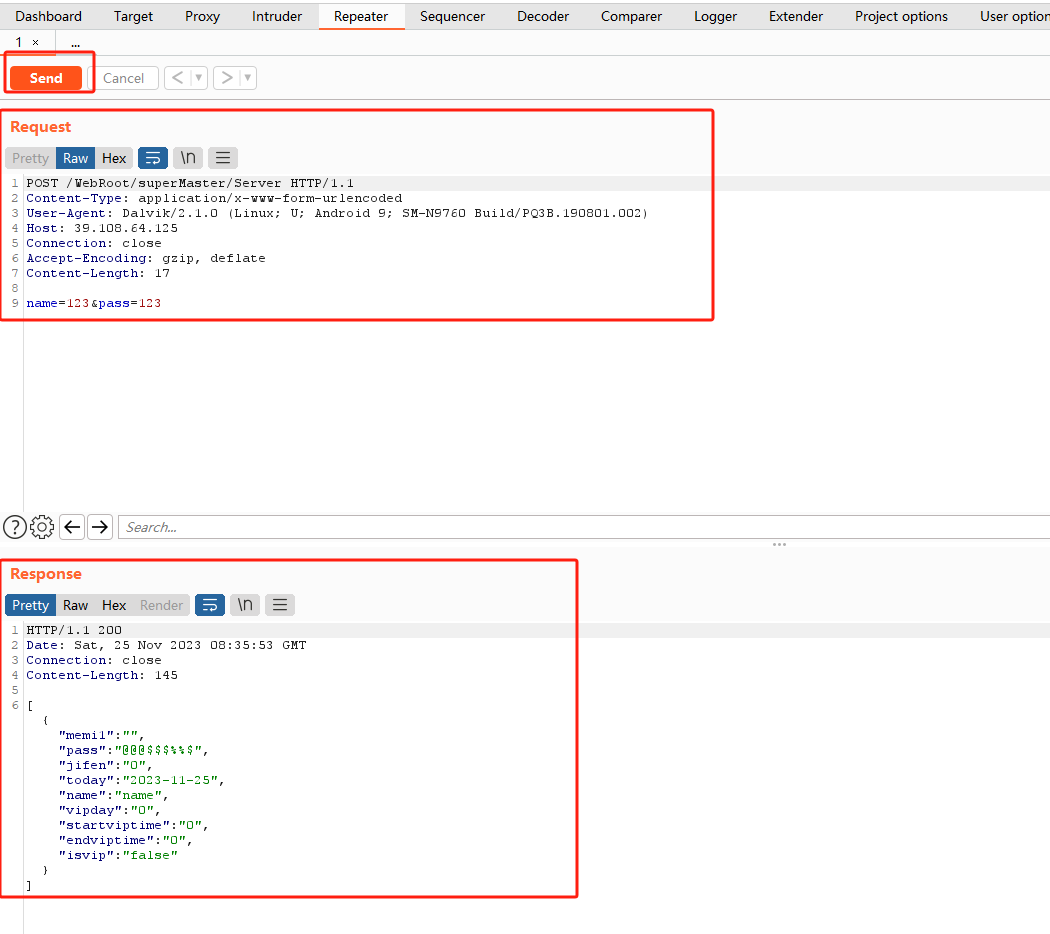 Dashboard Target Proxy Intruder Repeater Sequencer Decoder Comparer Logger Extender Project options User option
1 × ...
Send Cancel < ▼ > ▼
Request
Pretty Raw Hex \n
1 POST /WebRoot/superMaster/Server HTTP/1.1
2 Content-Type: application/x-www-form-urlencoded
3 User-Agent: Dalvik/2.1.0 (Linux; U; Android 9; SM-N9760 Build/PQ3B.190801.002)
4 Host: 39.108.64.125
5 Connection: close
6 Accept-Encoding: gzip, deflate
7 Content-Length: 17
8
9 name=123&pass=123
? Search...
Response
Pretty Raw Hex Render \n
1 HTTP/1.1 200
2 Date: Sat, 25 Nov 2023 08:35:53 GMT
3 Connection: close
4 Content-Length: 145
5
6 [
{
"memi1":"",
"pass":"@@@$$$%%$",
"jifen":"0",
"today":"2023-11-25",
"name":"name",
"vipday":"0",
"startviptime":"0",
"endviptime":"0",
"isvip":"false"
}
]